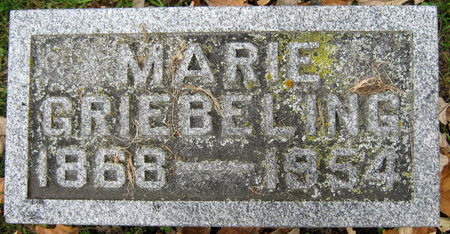 MARIE
GRIEBELING
1868 — 1954